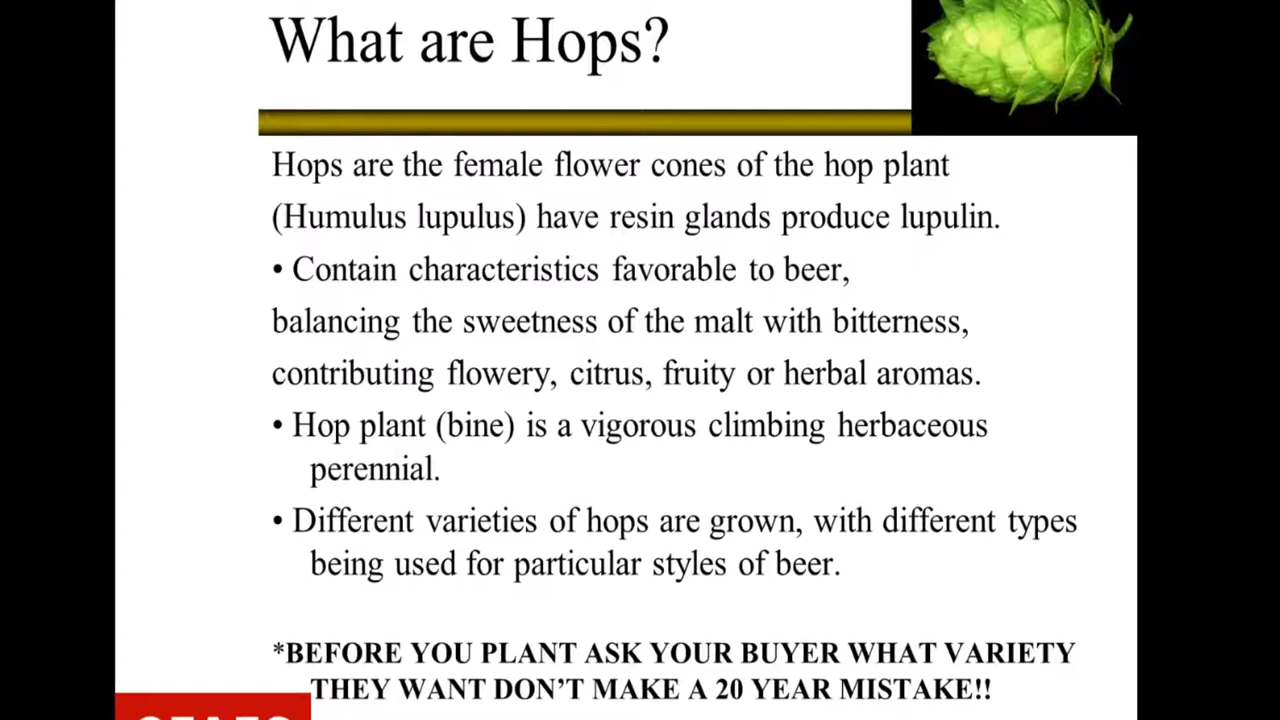 What are Hops?
Hops are the female flower cones of the hop plant
(Humulus lupulus) have resin glands produce lupulin.
• Contain characteristics favorable to beer,
balancing the sweetness of the malt with bitterness,
contributing flowery, citrus, fruity or herbal aromas.
• Hop plant (bine) is a vigorous climbing herbaceous
perennial.
• Different varieties of hops are grown, with different types
being used for particular styles of beer.
*BEFORE YOU PLANT ASK YOUR BUYER WHAT VARIETY
THEY WANT DON'T MAKE A 20 YEAR MISTAKE!!